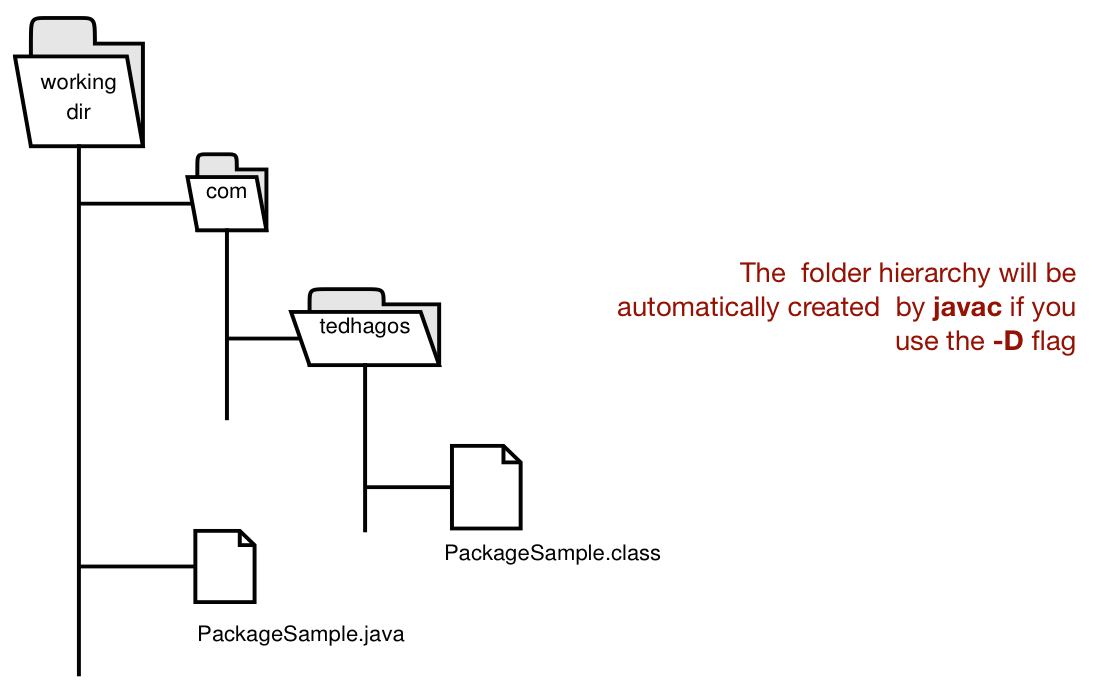 working
dir
com
tedhagos
The  folder hierarchy will be
automatically created  by javac if you
use the -D flag
PackageSample.class
PackageSample.java